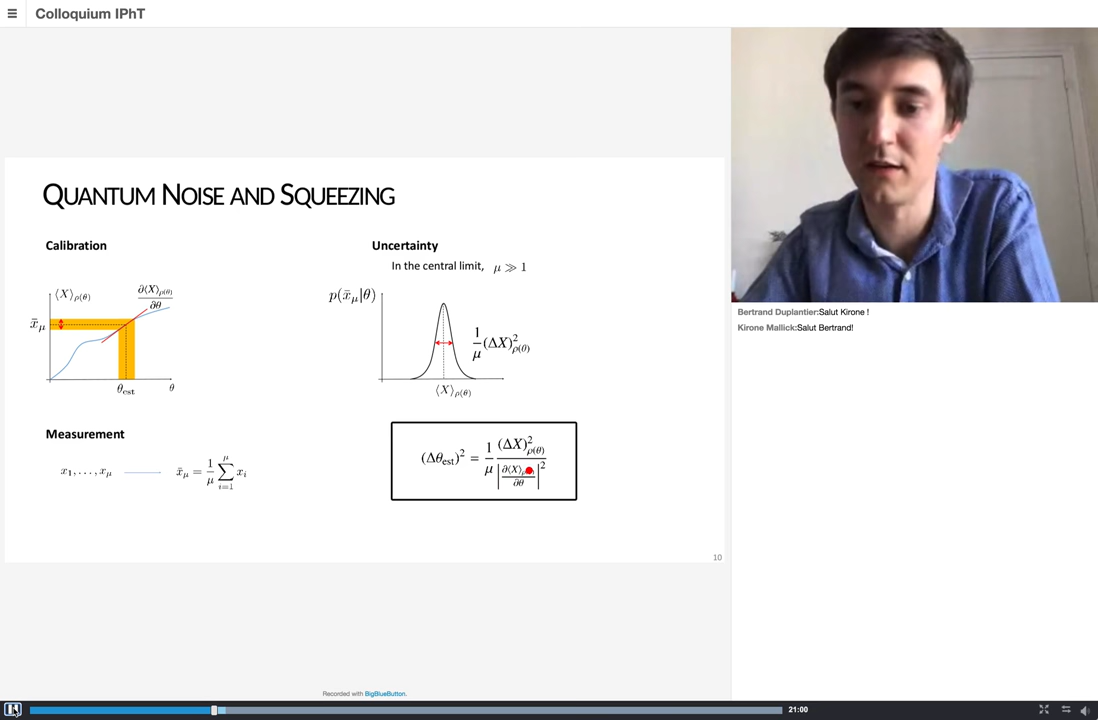 Colloquium IPhT
QUANTUM NOISE AND SQUEEZING
Calibration
⟨X⟩ρ(θ)
∂⟨X⟩ρ(θ)
∂θ
x̄μ
θest
θ
Measurement
x1, . . . , xμ
x̄μ = 1/μ ∑ i=1 μ xi
Uncertainty
In the central limit, μ ≫ 1
p(x̄μ|θ)
1/μ (ΔX)²ρ(θ)
⟨X⟩ρ(θ)
(Δθest)² = 1/μ (ΔX)²ρ(θ) / |∂⟨X⟩ρ / ∂θ|²
10
Bertrand Duplantier:Salut Kirone !
Kirone Mallick:Salut Bertrand!
Recorded with BigBlueButton.
21:00